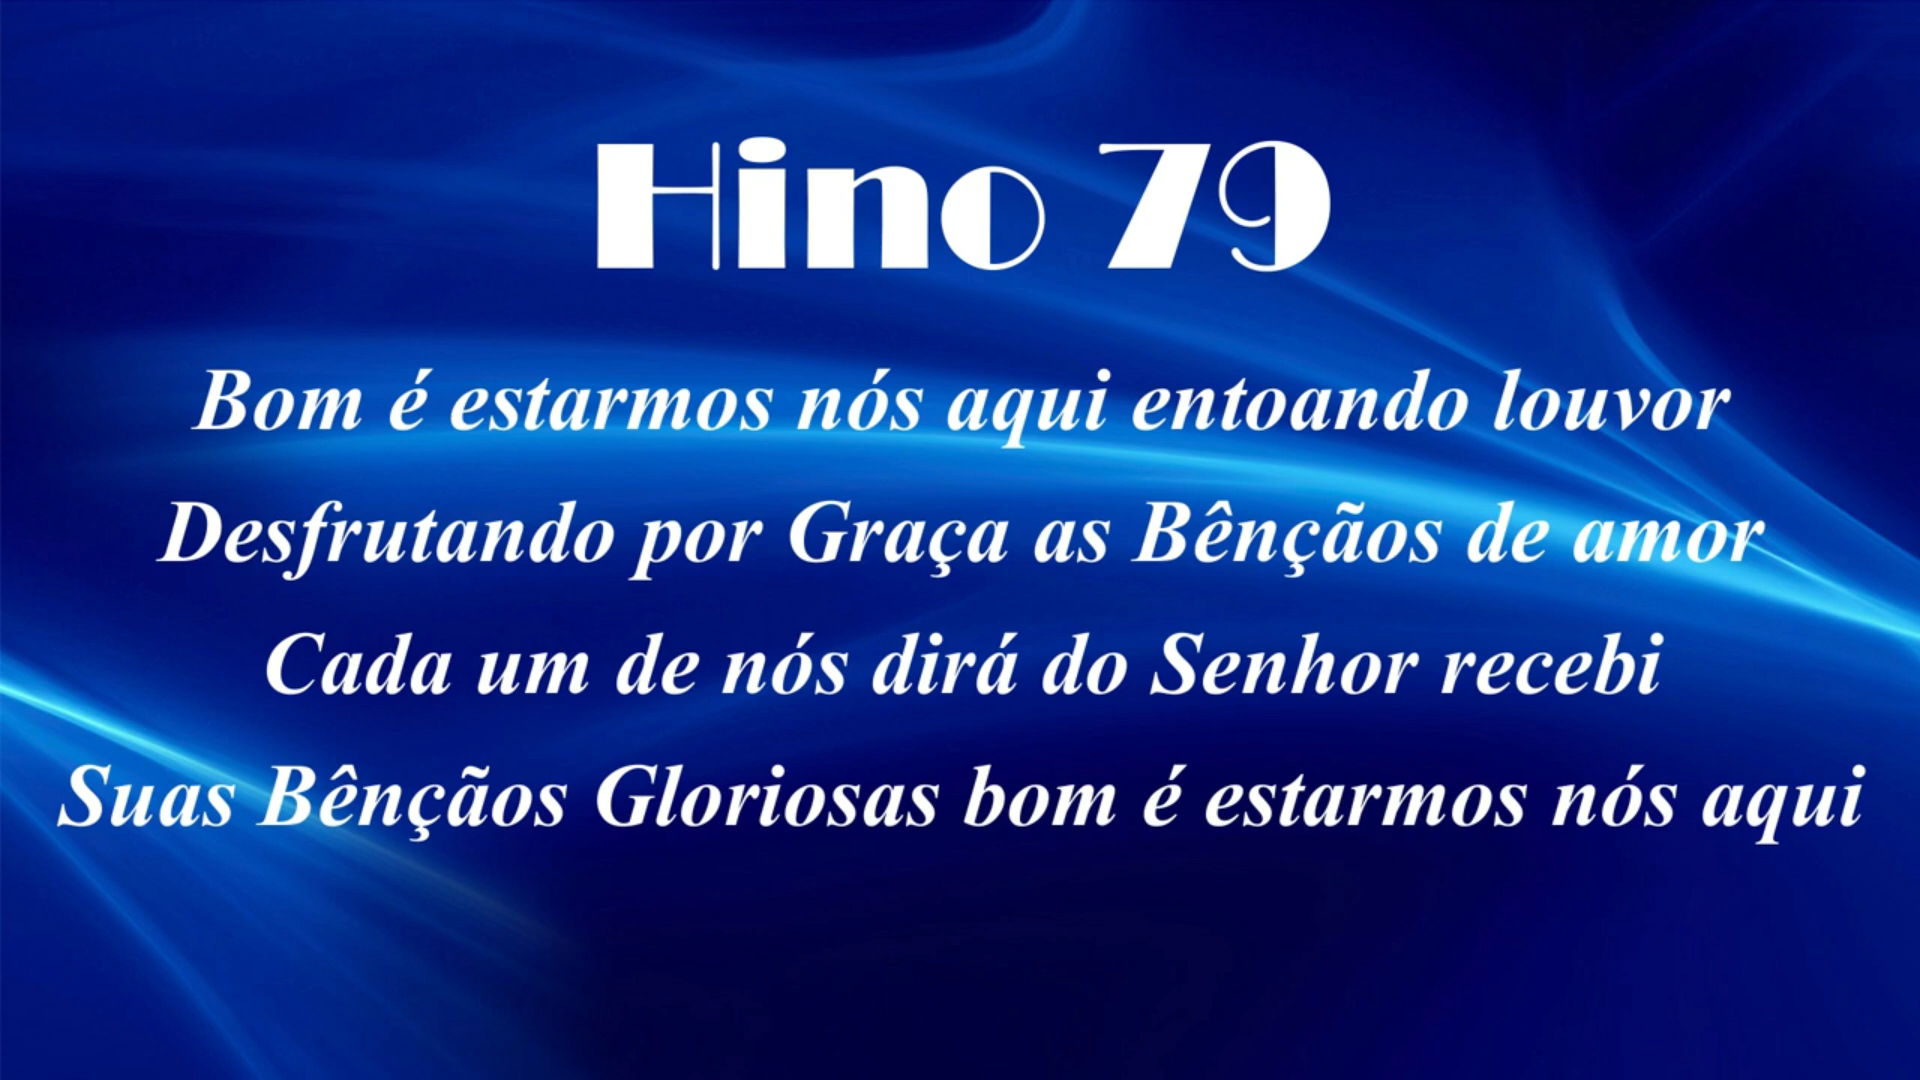 Hino 79
Bom é estarmos nós aqui entoando louvor
Desfrutando por Graça as Bênçãos de amor
Cada um de nós dirá do Senhor recebi
Suas Bênçãos Gloriosas bom é estarmos nós aqui